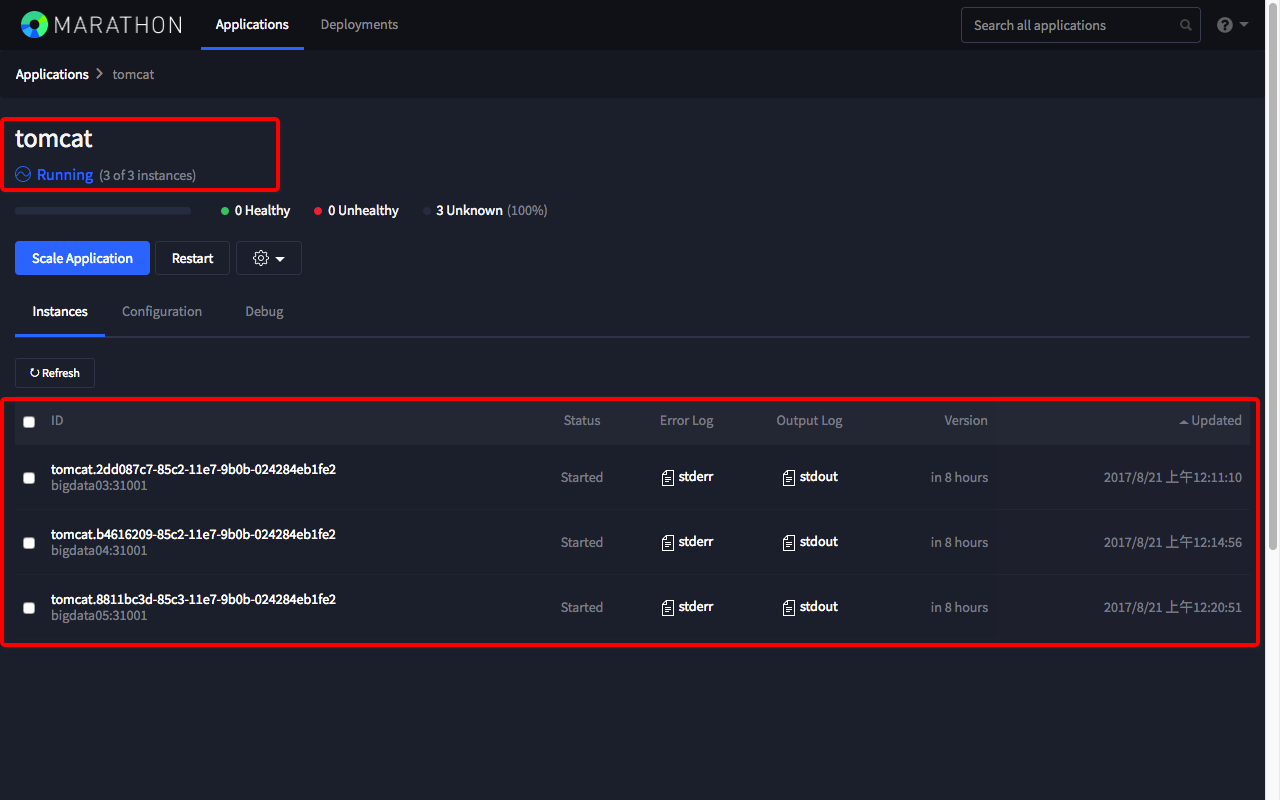 MARATHON Applications Deployments Search all applications
Applications tomcat
tomcat
Running (3 of 3 instances)
0 Healthy 0 Unhealthy 3 Unknown (100%)
Scale Application Restart
Instances Configuration Debug
Refresh
ID Status Error Log Output Log Version Updated
tomcat.2dd087c7-85c2-11e7-9b0b-024284eb1fe2
bigdata03:31001 Started stderr stdout in 8 hours 2017/8/21 上午12:11:10
tomcat.b4616209-85c2-11e7-9b0b-024284eb1fe2
bigdata04:31001 Started stderr stdout in 8 hours 2017/8/21 上午12:14:56
tomcat.8811bc3d-85c3-11e7-9b0b-024284eb1fe2
bigdata05:31001 Started stderr stdout in 8 hours 2017/8/21 上午12:20:51